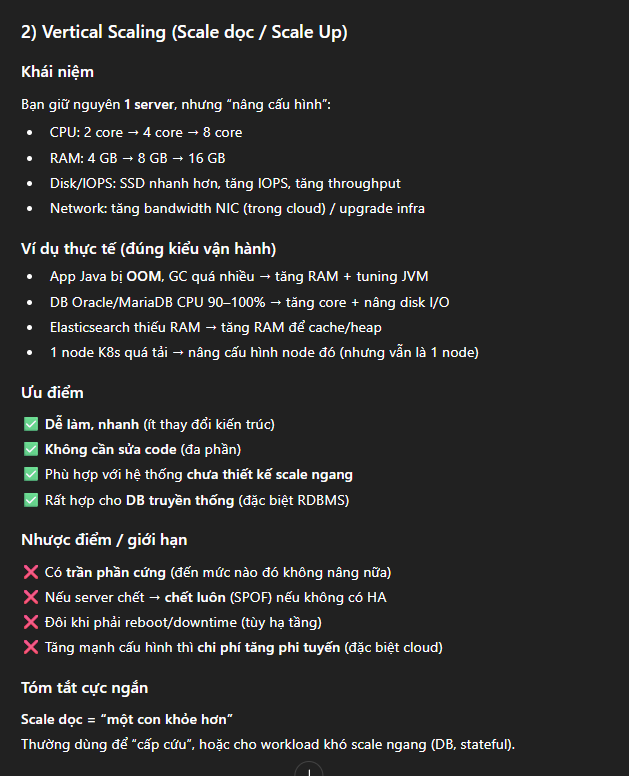 2) Vertical Scaling (Scale dọc / Scale Up)
Khái niệm
Bạn giữ nguyên 1 server, nhưng “nâng cấu hình”:
• CPU: 2 core → 4 core → 8 core
• RAM: 4 GB → 8 GB → 16 GB
• Disk/IOPS: SSD nhanh hơn, tăng IOPS, tăng throughput
• Network: tăng bandwidth NIC (trong cloud) / upgrade infra
Ví dụ thực tế (đúng kiểu vận hành)
• App Java bị OOM, GC quá nhiều → tăng RAM + tuning JVM
• DB Oracle/MariaDB CPU 90–100% → tăng core + nâng disk I/O
• Elasticsearch thiếu RAM → tăng RAM để cache/heap
• 1 node K8s quá tải → nâng cấu hình node đó (nhưng vẫn là 1 node)
Ưu điểm
✅ Dễ làm, nhanh (ít thay đổi kiến trúc)
✅ Không cần sửa code (đa phần)
✅ Phù hợp với hệ thống chưa thiết kế scale ngang
✅ Rất hợp cho DB truyền thống (đặc biệt RDBMS)
Nhược điểm / giới hạn
❌ Có trần phần cứng (đến mức nào đó không nâng nữa)
❌ Nếu server chết → chết luôn (SPOF) nếu không có HA
❌ Đôi khi phải reboot/downtime (tùy hạ tầng)
❌ Tăng mạnh cấu hình thì chi phí tăng phi tuyến (đặc biệt cloud)
Tóm tắt cực ngắn
Scale dọc = “một con khỏe hơn”
Thường dùng để “cấp cứu”, hoặc cho workload khó scale ngang (DB, stateful).